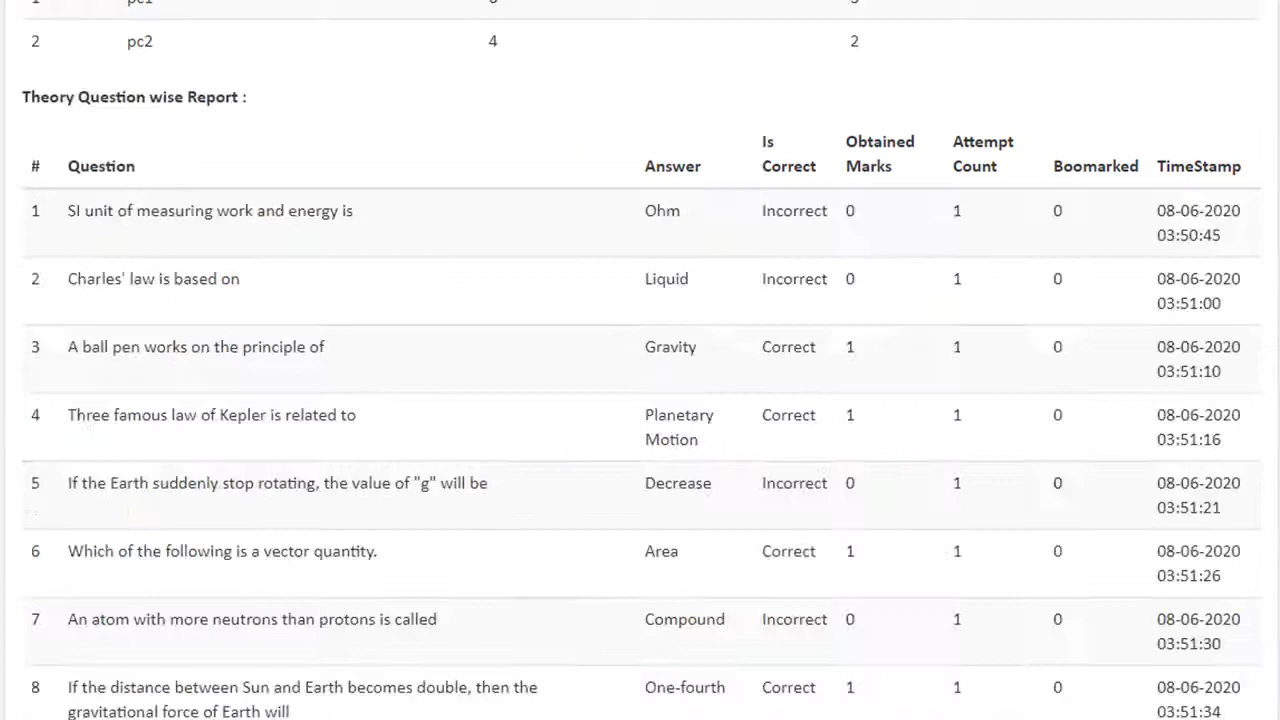 2 pc2 4 2
Theory Question wise Report :
# Question Answer Is Correct Obtained Marks Attempt Count Boomarked TimeStamp
1 SI unit of measuring work and energy is Ohm Incorrect 0 1 0 08-06-2020
03:50:45
2 Charles' law is based on Liquid Incorrect 0 1 0 08-06-2020
03:51:00
3 A ball pen works on the principle of Gravity Correct 1 1 0 08-06-2020
03:51:10
4 Three famous law of Kepler is related to Planetary Correct 1 1 0 08-06-2020
Motion 03:51:16
5 If the Earth suddenly stop rotating, the value of "g" will be Decrease Incorrect 0 1 0 08-06-2020
03:51:21
6 Which of the following is a vector quantity. Area Correct 1 1 0 08-06-2020
03:51:26
7 An atom with more neutrons than protons is called Compound Incorrect 0 1 0 08-06-2020
03:51:30
8 If the distance between Sun and Earth becomes double, then the One-fourth Correct 1 1 0 08-06-2020
gravitational force of Earth will 03:51:34